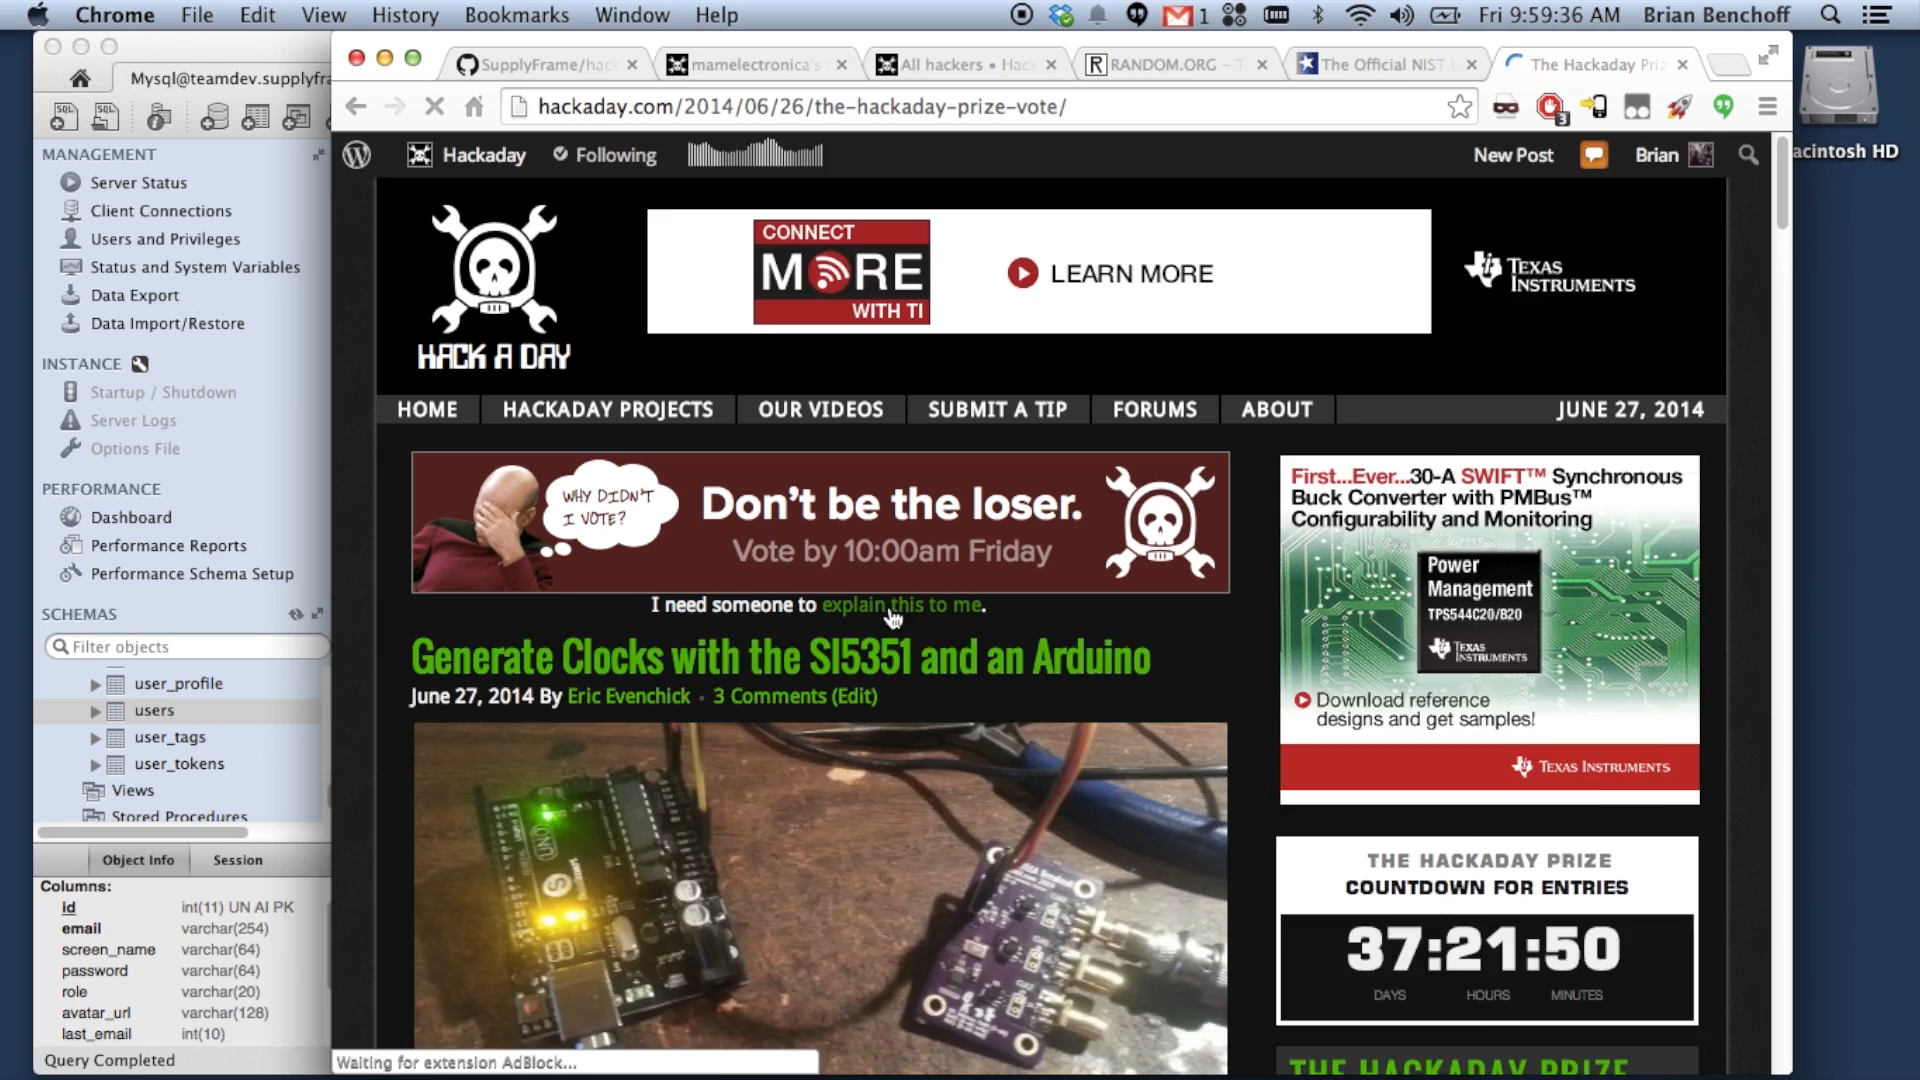 Chrome File Edit View History Bookmarks Window Help 1 Fri 9:59:36 AM Brian Benchoff
Mysql@teamdev.supplyfra
MANAGEMENT
Server Status
Client Connections
Users and Privileges
Status and System Variables
Data Export
Data Import/Restore
INSTANCE
Startup / Shutdown
Server Logs
Options File
PERFORMANCE
Dashboard
Performance Reports
Performance Schema Setup
SCHEMAS
Filter objects
user_profile
users
user_tags
user_tokens
Views
Stored Procedures
Object Info Session
Columns:
id int(11) UN AI PK
email varchar(254)
screen_name varchar(64)
password varchar(64)
role varchar(20)
avatar_url varchar(128)
last_email int(10)
Query Completed
SupplyFrame/hac mamelectronica's All hackers • Hac RANDOM.ORG – T The Official NIST The Hackaday Priz
hackaday.com/2014/06/26/the-hackaday-prize-vote/
3
Hackaday Following New Post Brian
HACK A DAY
CONNECT
MORE
WITH TI
LEARN MORE
TEXAS
INSTRUMENTS
HOME HACKADAY PROJECTS OUR VIDEOS SUBMIT A TIP FORUMS ABOUT JUNE 27, 2014
WHY DIDN'T
I VOTE?
Don't be the loser.
Vote by 10:00am Friday
I need someone to explain this to me.
Generate Clocks with the SI5351 and an Arduino
June 27, 2014 By Eric Evenchick 3 Comments (Edit)
UNO
First...Ever...30-A SWIFT™ Synchronous
Buck Converter with PMBus™
Configurability and Monitoring
Power
Management
TPS544C20/B20
TEXAS
INSTRUMENTS
Download reference
designs and get samples!
TEXAS INSTRUMENTS
THE HACKADAY PRIZE
COUNTDOWN FOR ENTRIES
37:21:50
DAYS HOURS MINUTES
THE HACKADAY PRIZE
Waiting for extension AdBlock...
acintosh HD